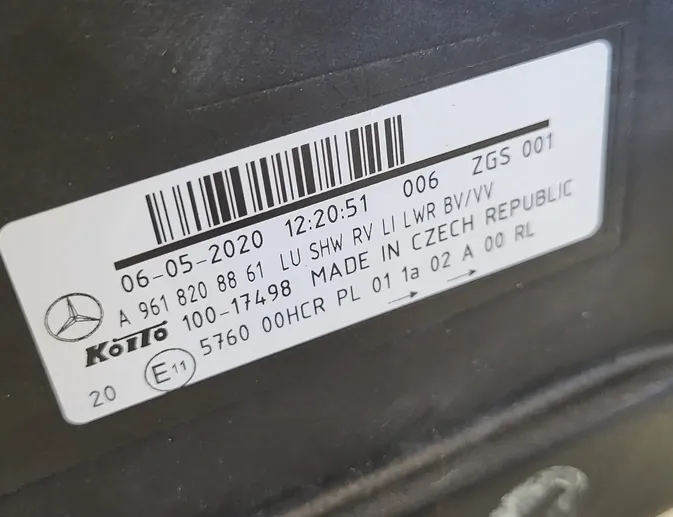 06-05-2020 12:20:51 006 ZGS 001
A 961 820 88 61 LU SHW RV LI LWR BV/VV
KOITO 100-17498 MADE IN CZECH REPUBLIC
20 E11 5760 00HCR PL 01 1a 02 A 00 RL